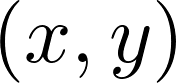 (x, y)